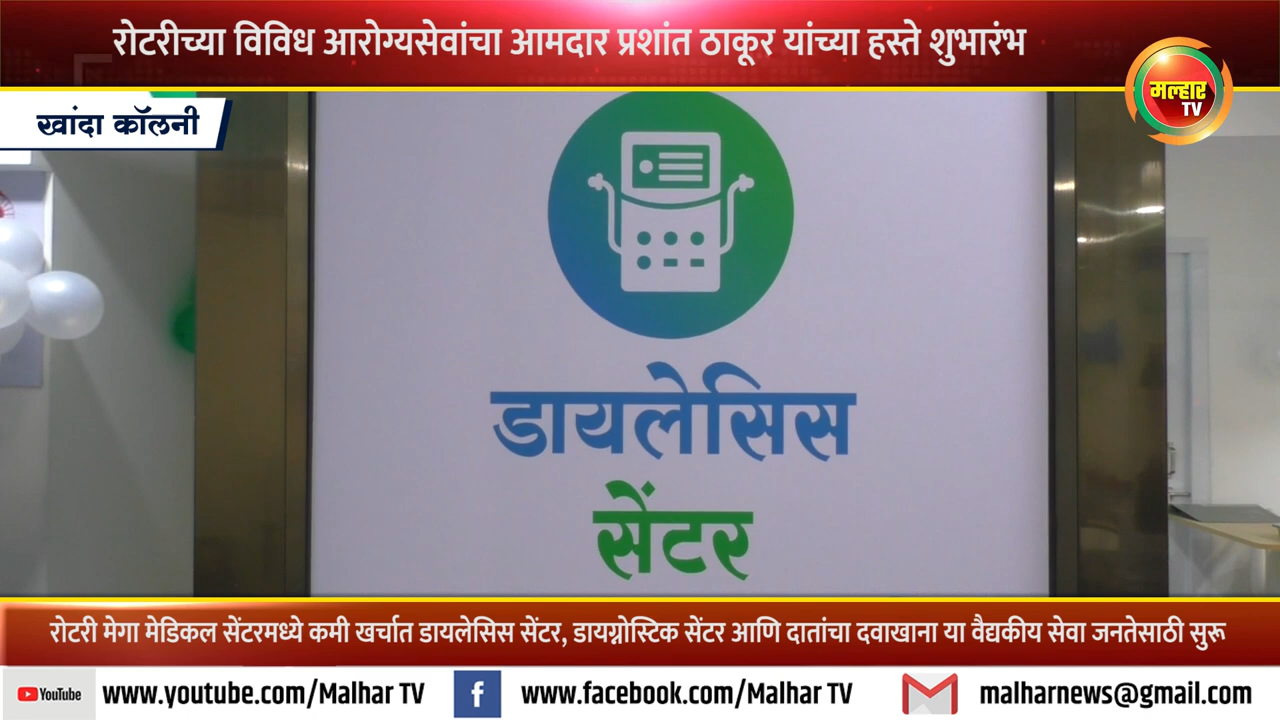 रोटरीच्या विविध आरोग्यसेवांचा आमदार प्रशांत ठाकूर यांच्या हस्ते शुभारंभ
मल्हार
TV
खांदा कॉलनी
डायलेसिस
सेंटर
रोटरी मेगा मेडिकल सेंटरमध्ये कमी खर्चात डायलेसिस सेंटर, डायग्नोस्टिक सेंटर आणि दातांचा दवाखाना या वैद्यकीय सेवा जनतेसाठी सुरू
YouTube www.youtube.com/Malhar TV www.facebook.com/Malhar TV malharnews@gmail.com